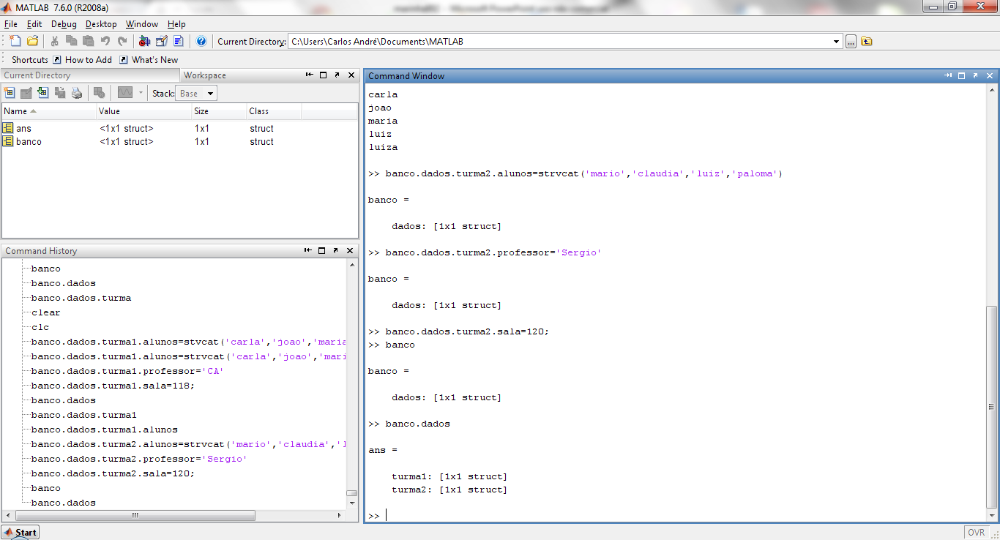 MATLAB 7.6.0 (R2008a)
File Edit Debug Desktop Window Help
Current Directory: C:\Users\Carlos André\Documents\MATLAB ...
Shortcuts How to Add What's New
Current Directory Workspace
Stack: Base
Name Value Size Class
ans <1x1 struct> 1x1 struct
banco <1x1 struct> 1x1 struct
Command History
banco
banco.dados
banco.dados.turma
clear
clc
banco.dados.turma1.alunos=stvcat('carla','joao','maria
banco.dados.turma1.alunos=strvcat('carla','joao','mari
banco.dados.turma1.professor='CA'
banco.dados.turma1.sala=118;
banco.dados
banco.dados.turma1
banco.dados.turma1.alunos
banco.dados.turma2.alunos=strvcat('mario','claudia','l
banco.dados.turma2.professor='Sergio'
banco.dados.turma2.sala=120;
banco
banco.dados
Command Window
carla
joao
maria
luiz
luiza
>> banco.dados.turma2.alunos=strvcat('mario','claudia','luiz','paloma')
banco =
dados: [1x1 struct]
>> banco.dados.turma2.professor='Sergio'
banco =
dados: [1x1 struct]
>> banco.dados.turma2.sala=120;
>> banco
banco =
dados: [1x1 struct]
>> banco.dados
ans =
turma1: [1x1 struct]
turma2: [1x1 struct]
>>
Start
OVR